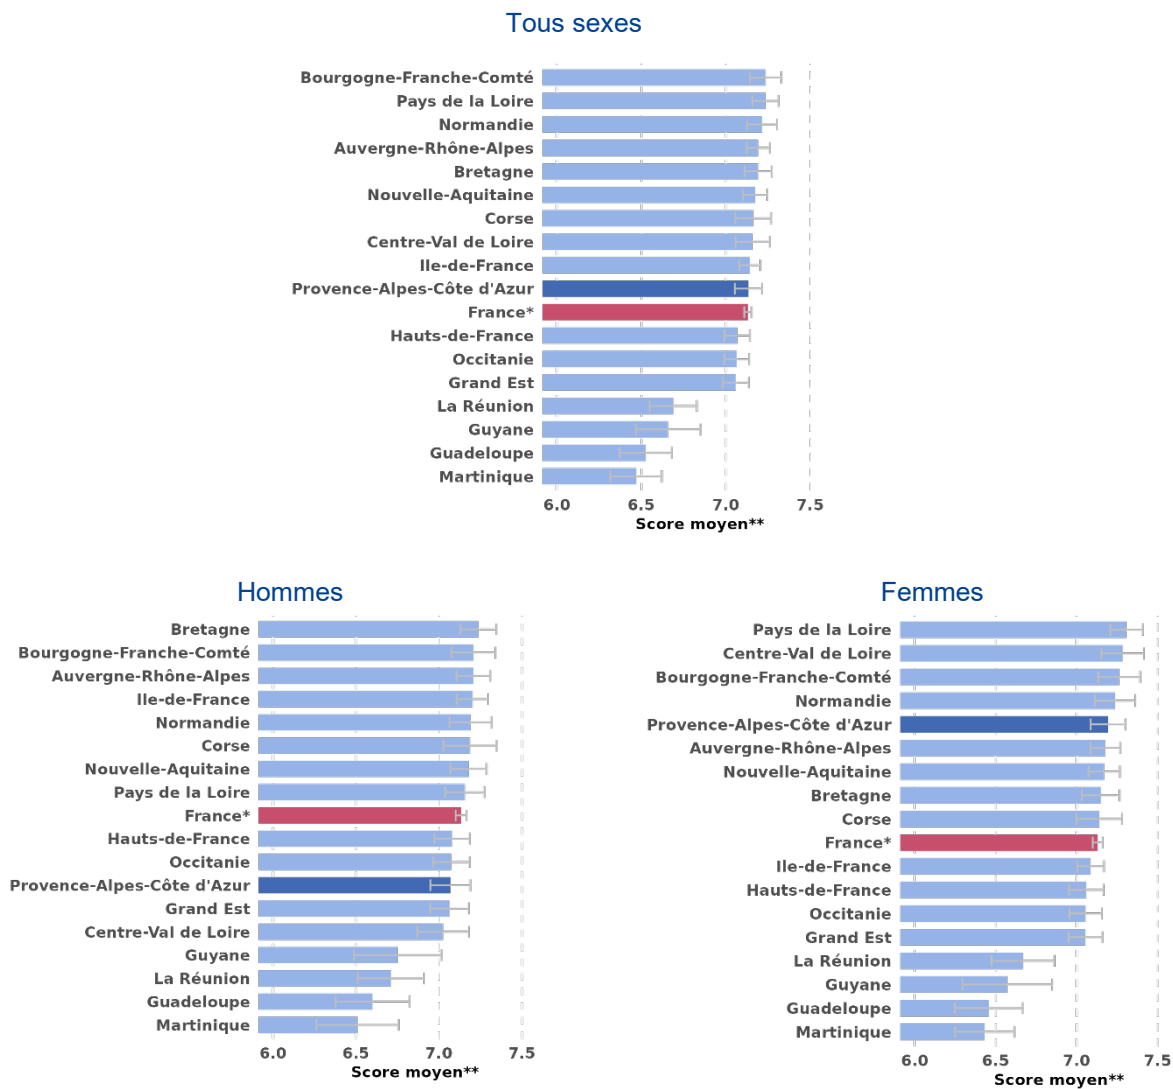 Tous sexes
Bourgogne-Franche-Comté
Pays de la Loire
Normandie
Auvergne-Rhône-Alpes
Bretagne
Nouvelle-Aquitaine
Corse
Centre-Val de Loire
Ile-de-France
Provence-Alpes-Côte d'Azur
France*
Hauts-de-France
Occitanie
Grand Est
La Réunion
Guyane
Guadeloupe
Martinique
6.0 6.5 7.0 7.5
Score moyen**
Hommes
Bretagne
Bourgogne-Franche-Comté
Auvergne-Rhône-Alpes
Ile-de-France
Normandie
Corse
Nouvelle-Aquitaine
Pays de la Loire
France*
Hauts-de-France
Occitanie
Provence-Alpes-Côte d'Azur
Grand Est
Centre-Val de Loire
Guyane
La Réunion
Guadeloupe
Martinique
6.0 6.5 7.0 7.5
Score moyen**
Femmes
Pays de la Loire
Centre-Val de Loire
Bourgogne-Franche-Comté
Normandie
Provence-Alpes-Côte d'Azur
Auvergne-Rhône-Alpes
Nouvelle-Aquitaine
Bretagne
Corse
France*
Ile-de-France
Hauts-de-France
Occitanie
Grand Est
La Réunion
Guyane
Guadeloupe
Martinique
6.0 6.5 7.0 7.5
Score moyen**